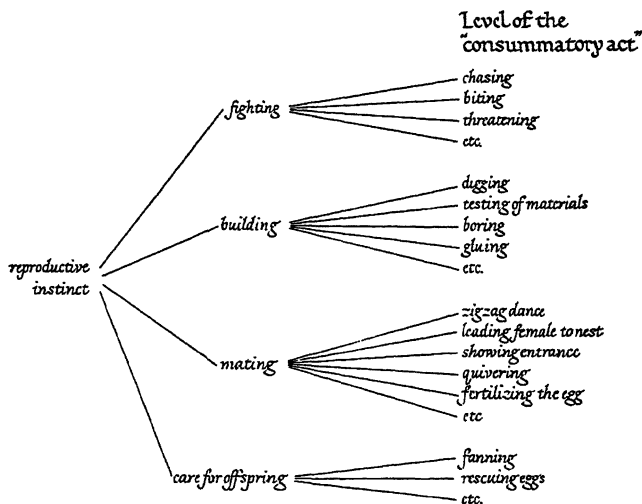 Level of the
"consummatory act"
fighting
chasing
biting
threatening
etc.
building
digging
testing of materials
boring
gluing
etc.
reproductive
instinct
mating
zigzag dance
leading female to nest
showing entrance
quivering
fertilizing the egg
etc
care for offspring
fanning
rescuing eggs
etc.